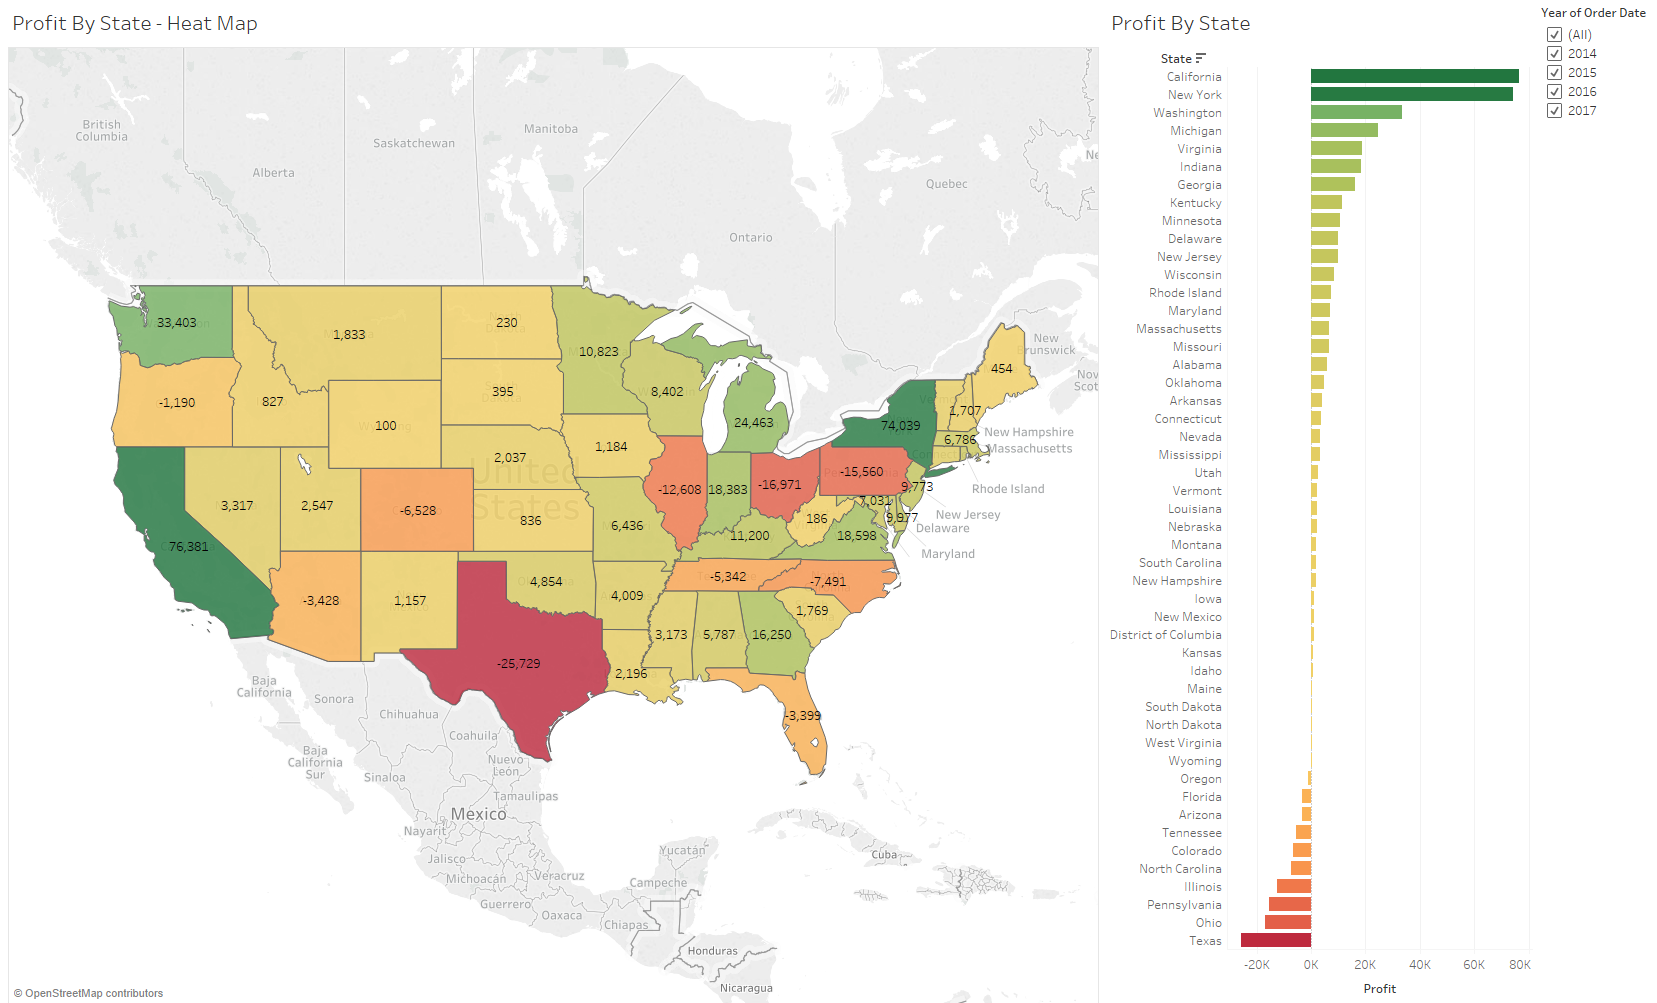 Profit By State - Heat Map
British
Columbia
Alberta
Saskatchewan
Manitoba
Ontario
Quebec
Ne
New
Brunswick
Nov
Scot
33,403
1,833
230
10,823
454
-1,190
827
395
8,402
24,463
1,707
100
74,039
6,786
New Hampshire
Massachusetts
1,184
2,037
United
States
-15,560
-12,608
18,383
-16,971
9,773
Rhode Island
3,317
2,547
-6,528
836
6,436
186
7,031
9,977
New Jersey
Delaware
Maryland
76,381
11,200
18,598
-3,428
1,157
4,854
-5,342
-7,491
4,009
1,769
3,173
5,787
16,250
-25,729
2,196
-3,399
Baja
California
Sonora
Chihuahua
Coahuila
Baja
California
Sur
Sinaloa
Nuevo
León
Tamaulipas
Mexico
Nayarit
Jalisco
Michoacán
Veracruz
Guerrero
Oaxaca
Chiapas
Campeche
Yucatán
Cuba
Honduras
Nicaragua
© OpenStreetMap contributors
Profit By State
State
California
New York
Washington
Michigan
Virginia
Indiana
Georgia
Kentucky
Minnesota
Delaware
New Jersey
Wisconsin
Rhode Island
Maryland
Massachusetts
Missouri
Alabama
Oklahoma
Arkansas
Connecticut
Nevada
Mississippi
Utah
Vermont
Louisiana
Nebraska
Montana
South Carolina
New Hampshire
Iowa
New Mexico
District of Columbia
Kansas
Idaho
Maine
South Dakota
North Dakota
West Virginia
Wyoming
Oregon
Florida
Arizona
Tennessee
Colorado
North Carolina
Illinois
Pennsylvania
Ohio
Texas
-20K 0K 20K 40K 60K 80K
Profit
Year of Order Date
(All)
2014
2015
2016
2017